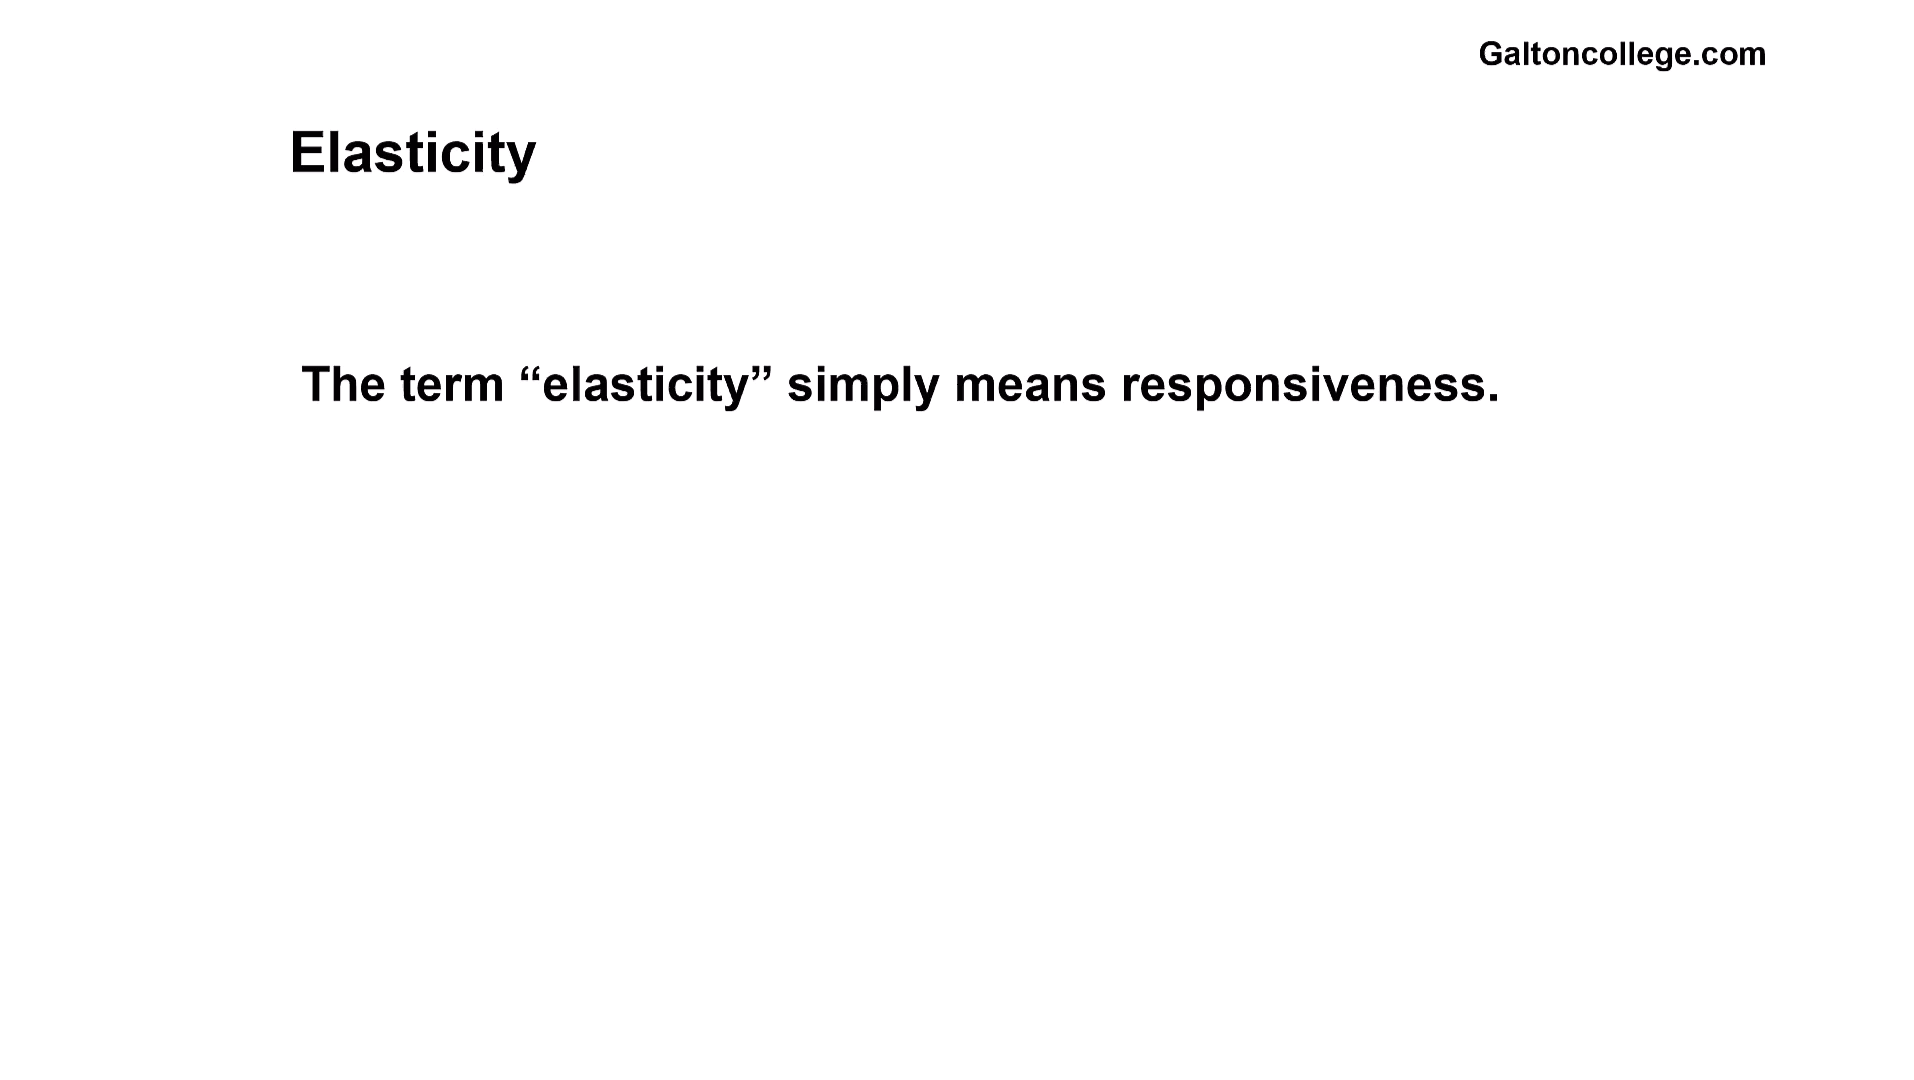 Galtoncollege.com
Elasticity
The term “elasticity” simply means responsiveness.